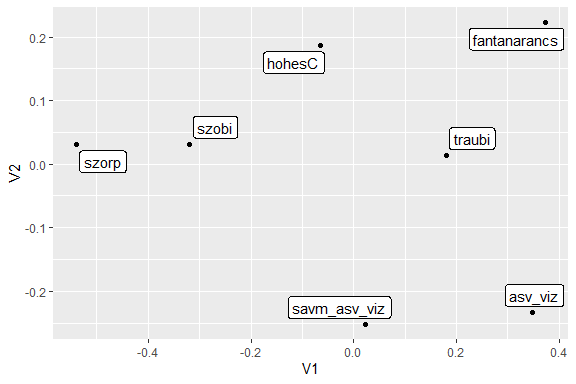 fantanarancs
hohesC
szobi
traubi
szorp
asv_viz
savm_asv_viz
V2
0.2
0.1
0.0
-0.1
-0.2
-0.4
-0.2
0.0
0.2
0.4
V1